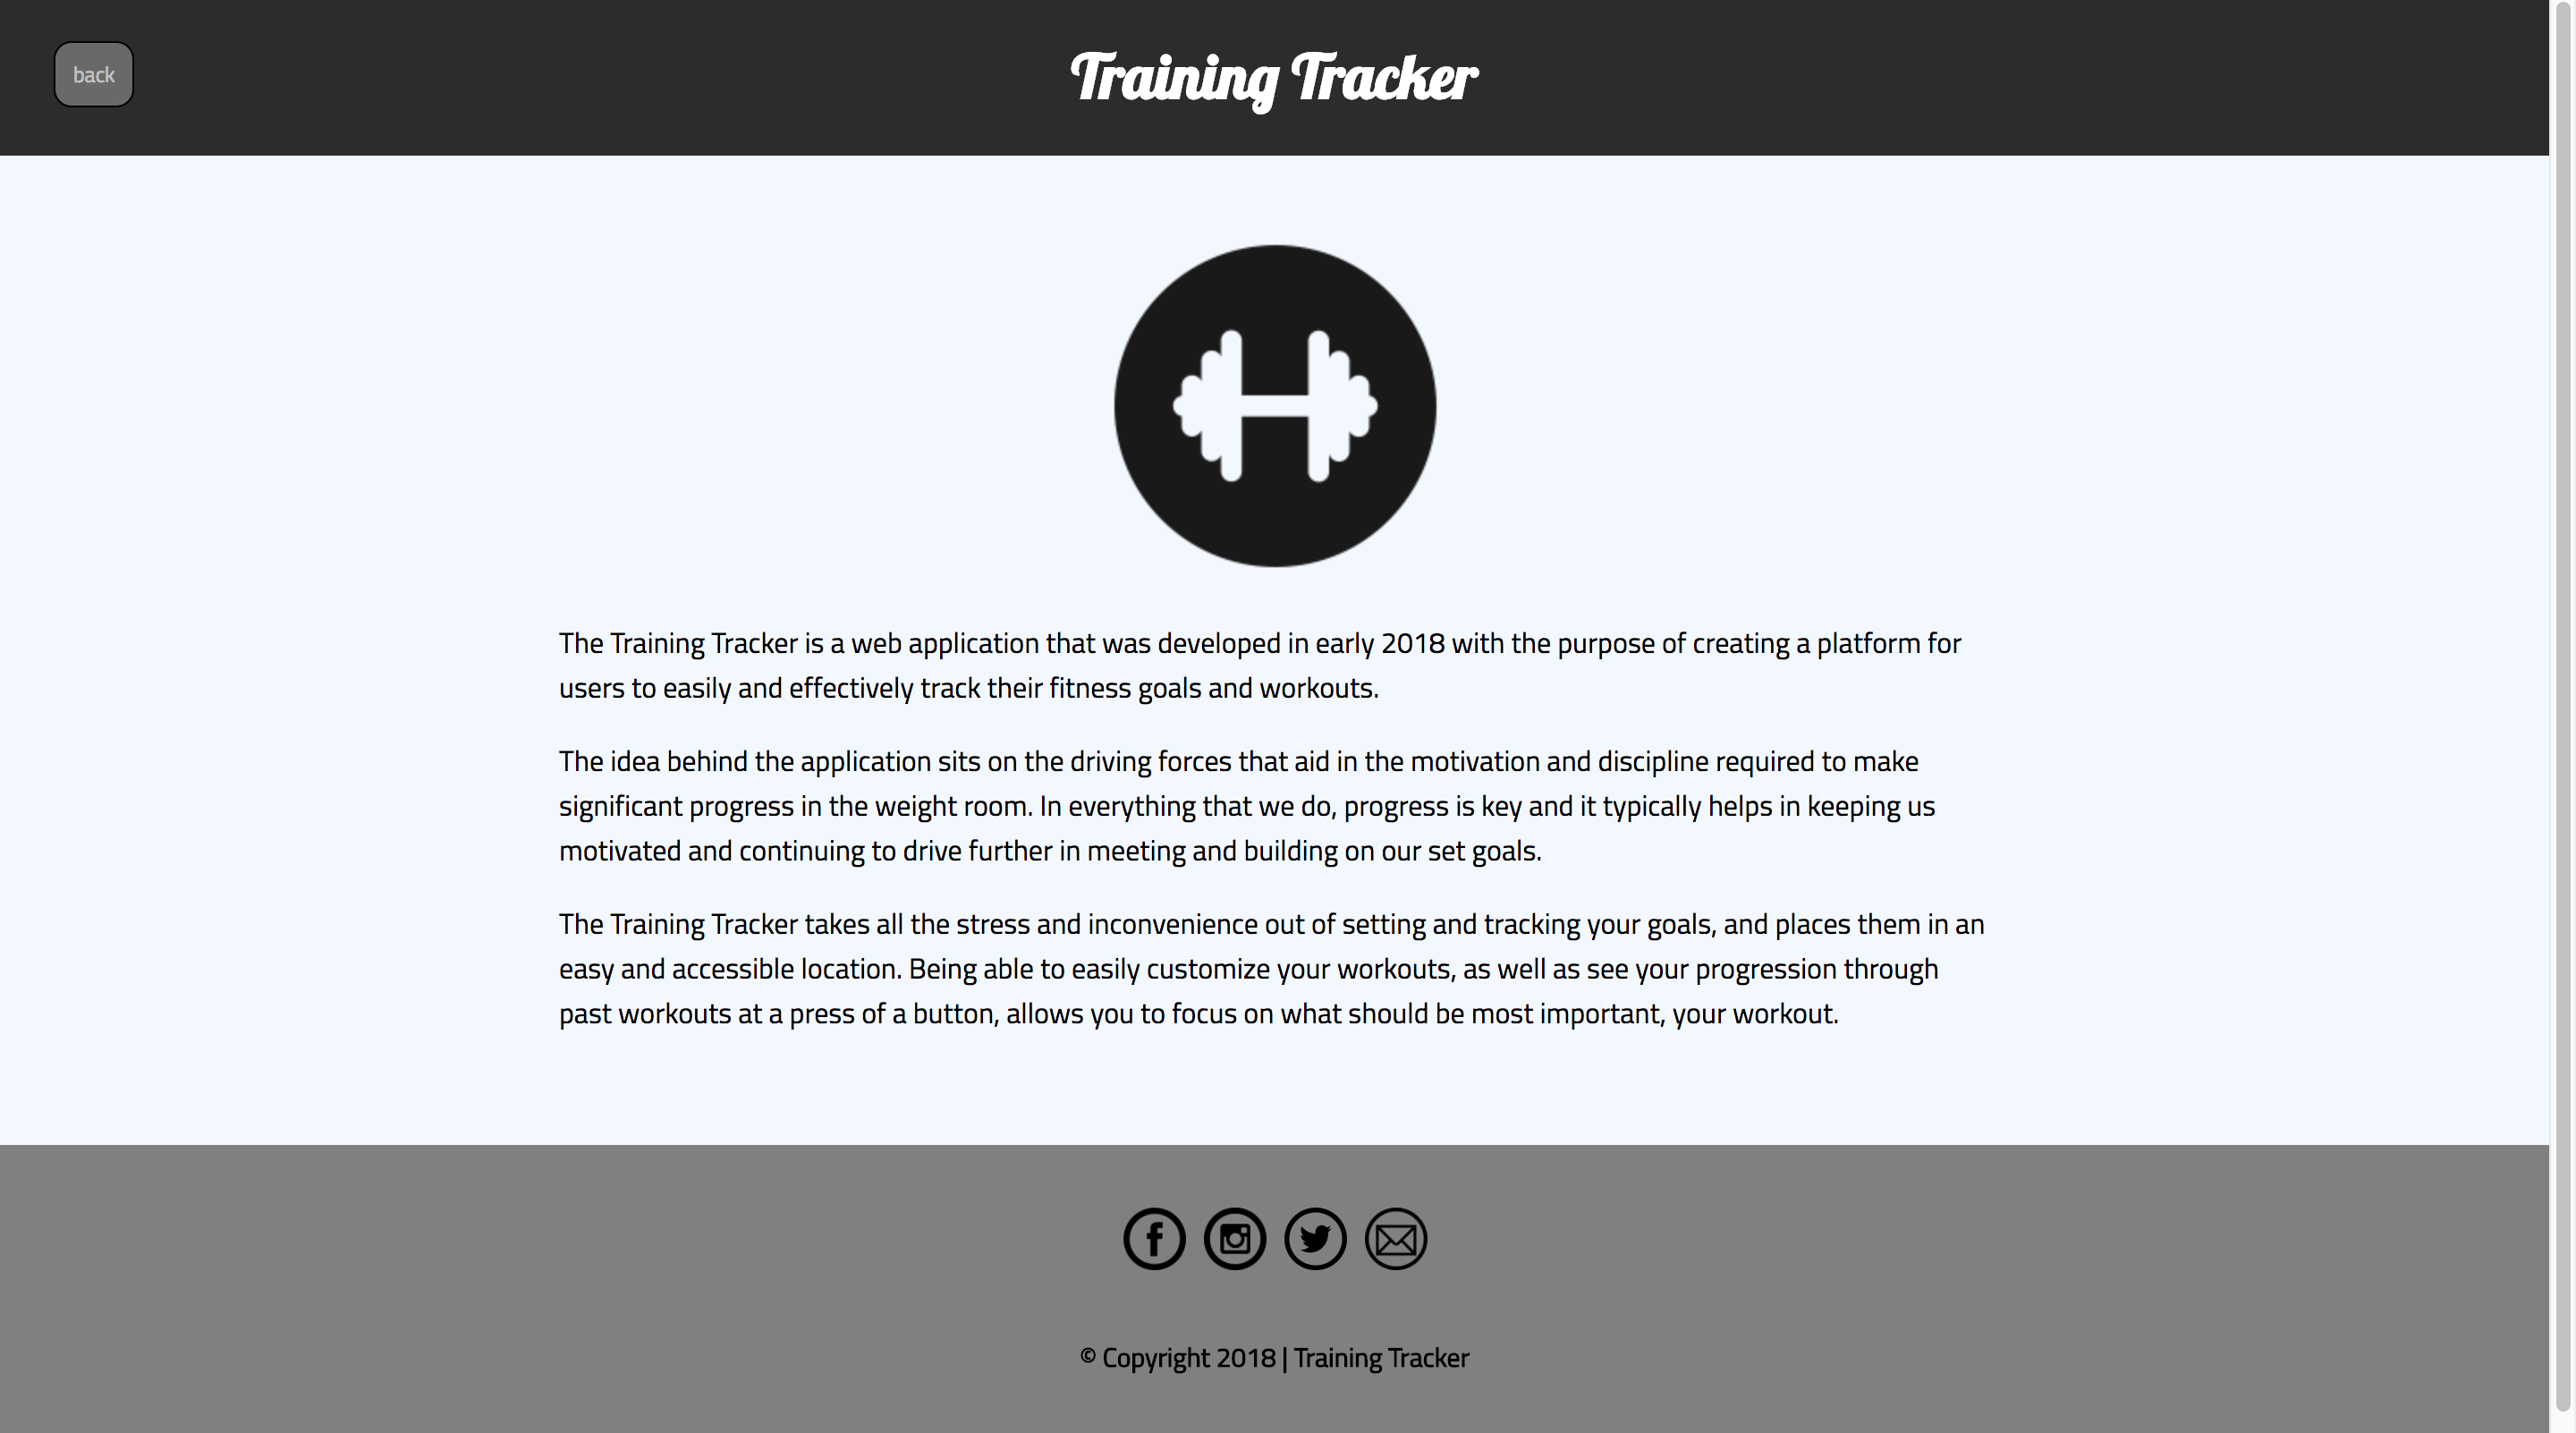 back
Training Tracker
The Training Tracker is a web application that was developed in early 2018 with the purpose of creating a platform for
users to easily and effectively track their fitness goals and workouts.
The idea behind the application sits on the driving forces that aid in the motivation and discipline required to make
significant progress in the weight room. In everything that we do, progress is key and it typically helps in keeping us
motivated and continuing to drive further in meeting and building on our set goals.
The Training Tracker takes all the stress and inconvenience out of setting and tracking your goals, and places them in an
easy and accessible location. Being able to easily customize your workouts, as well as see your progression through
past workouts at a press of a button, allows you to focus on what should be most important, your workout.
© Copyright 2018 | Training Tracker